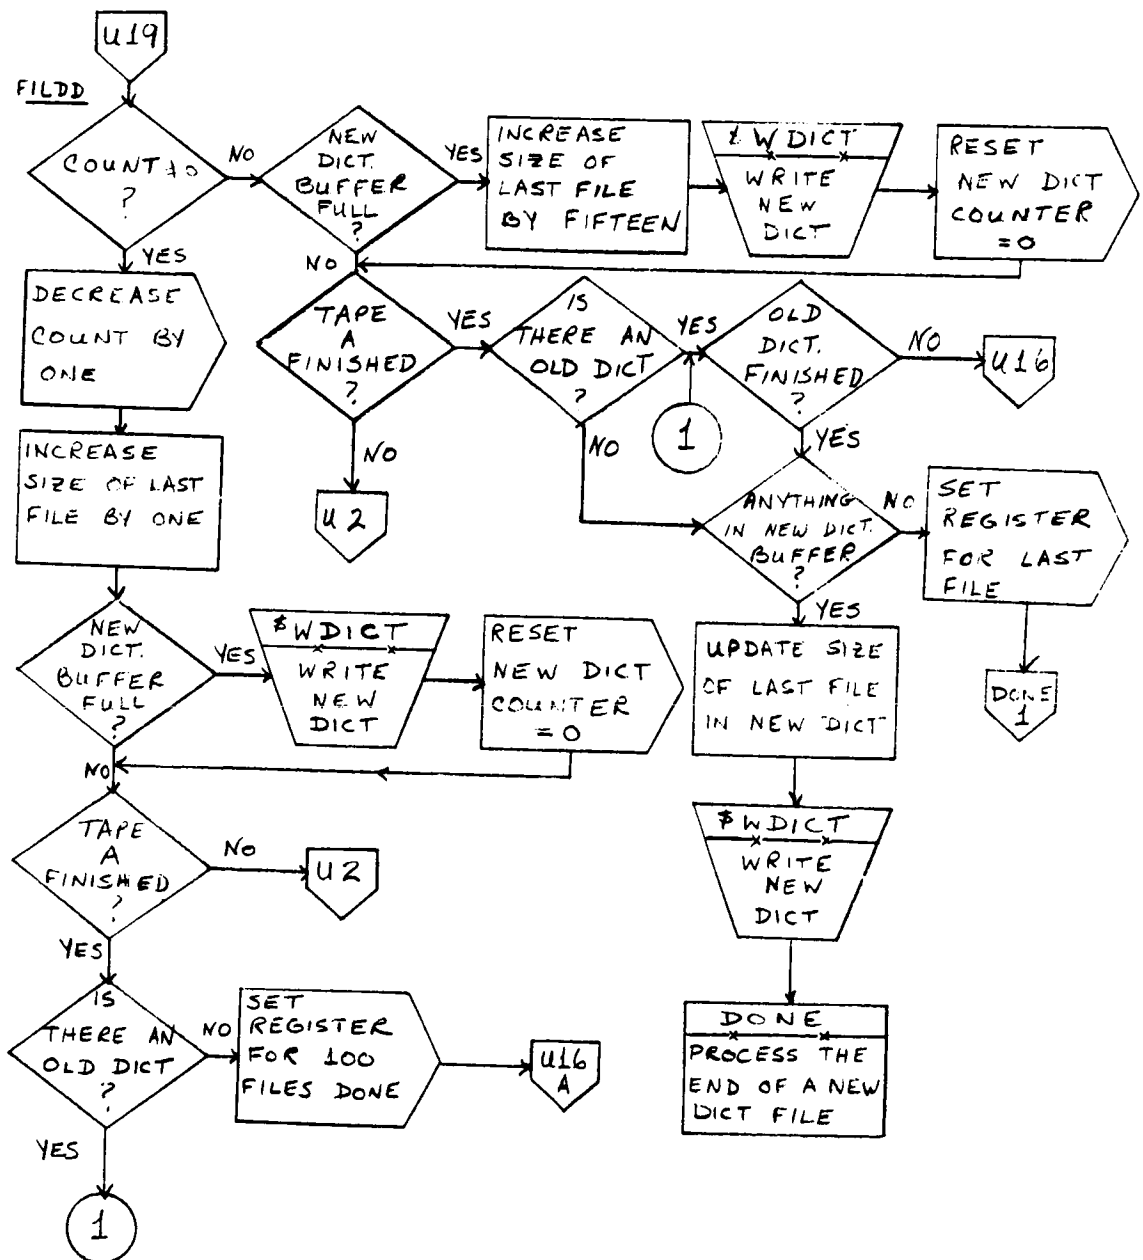 U19
FILDD
COUNT ≠ 0
?
NO
YES
NEW
DICT.
BUFFER
FULL
?
YES
NO
INCREASE
SIZE OF
LAST FILE
BY FIFTEEN
WDICT
WRITE
NEW
DICT
RESET
NEW DICT
COUNTER
= 0
DECREASE
COUNT BY
ONE
TAPE
A
FINISHED
?
YES
NO
U2
IS
THERE AN
OLD DICT
?
YES
NO
1
OLD
DICT.
FINISHED
?
NO
YES
U16
INCREASE
SIZE OF LAST
FILE BY ONE
ANYTHING
IN NEW DICT.
BUFFER
?
NO
YES
SET
REGISTER
FOR LAST
FILE
DONE
1
NEW
DICT.
BUFFER
FULL
?
YES
NO
$ WDICT
WRITE
NEW
DICT
RESET
NEW DICT
COUNTER
= 0
UPDATE SIZE
OF LAST FILE
IN NEW DICT
TAPE
A
FINISHED
?
NO
YES
U2
$ WDICT
WRITE
NEW
DICT
IS
THERE AN
OLD DICT
?
NO
YES
SET
REGISTER
FOR 100
FILES DONE
U16
A
DONE
PROCESS THE
END OF A NEW
DICT FILE
1